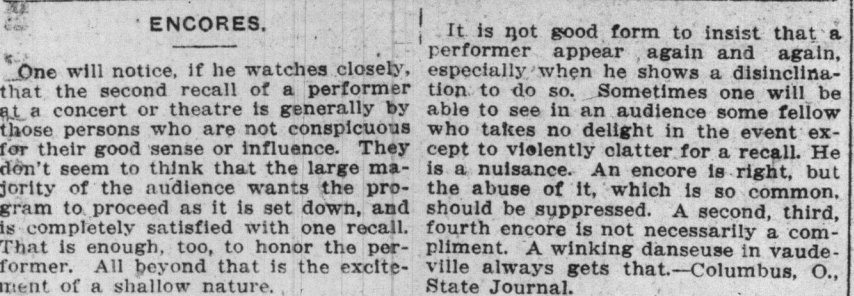 ENCORES.
One will notice, if he watches closely,
that the second recall of a performer
at a concert or theatre is generally by
those persons who are not conspicuous
for their good sense or influence. They
don't seem to think that the large ma-
jority of the audience wants the pro-
gram to proceed as it is set down, and
is completely satisfied with one recall.
That is enough, too, to honor the per-
former. All beyond that is the excite-
ment of a shallow nature.
It is not good form to insist that a
performer appear again and again,
especially when he shows a disinclina-
tion to do so. Sometimes one will be
able to see in an audience some fellow
who takes no delight in the event ex-
cept to violently clatter for a recall. He
is a nuisance. An encore is right, but
the abuse of it, which is so common,
should be suppressed. A second, third,
fourth encore is not necessarily a com-
pliment. A winking danseuse in vaude-
ville always gets that.—Columbus, O.,
State Journal.